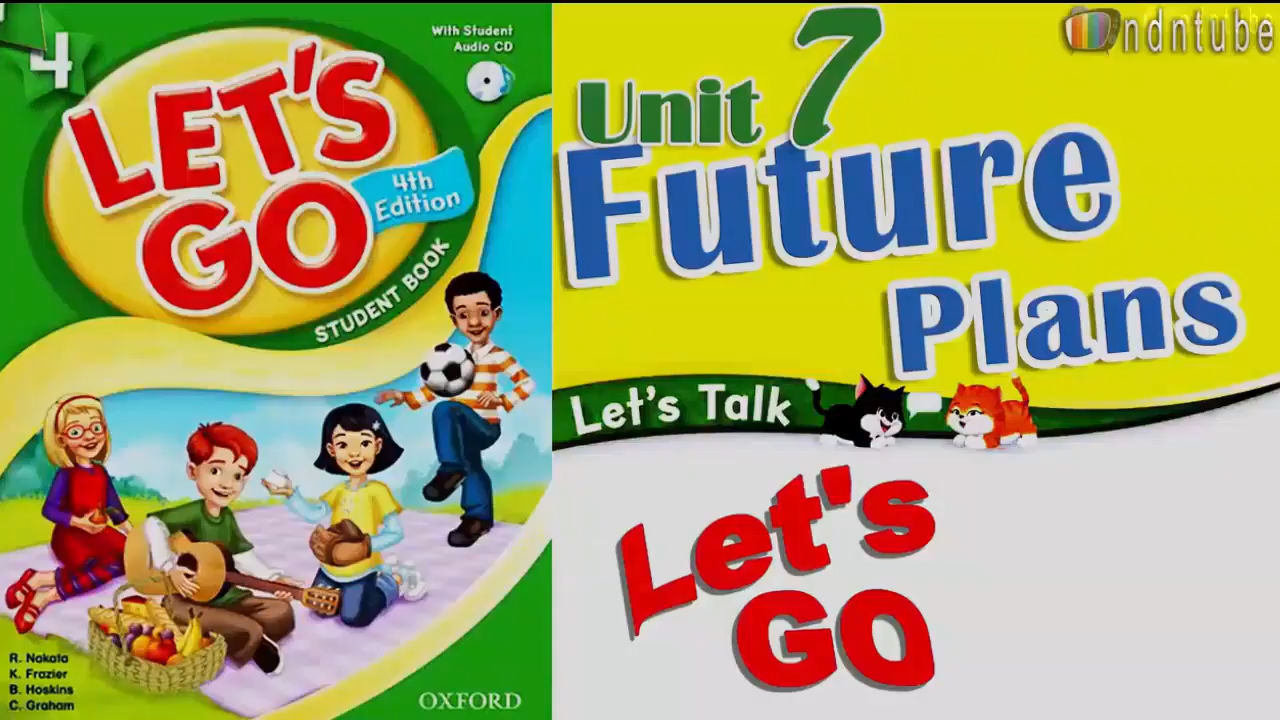 4
With Student
Audio CD
LET'S
GO
4th
Edition
STUDENT BOOK
R. Nakata
K. Frazier
B. Hoskins
C. Graham
OXFORD
ndntube
Unit 7
Future
Plans
Let's Talk
Let's
GO